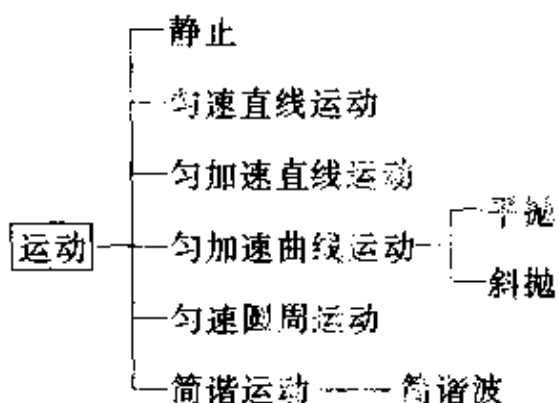 静止
匀速直线运动
匀加速直线运动
运动
匀加速曲线运动
平抛
斜抛
匀速圆周运动
简谐运动 简谐波